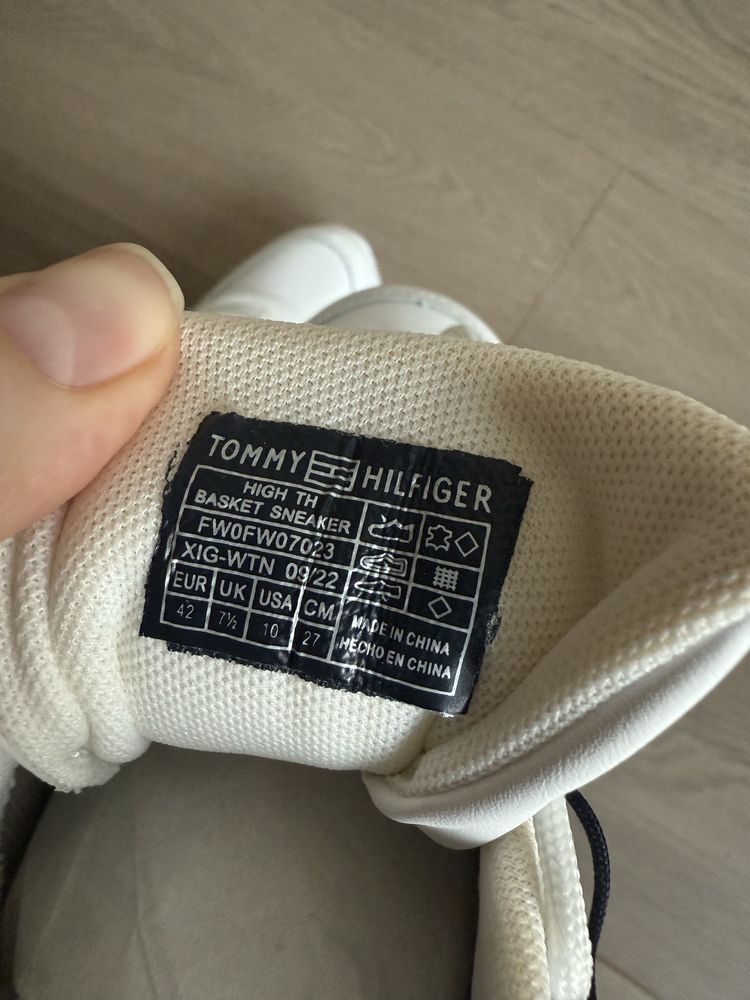 TOMMY HILFIGER
HIGH TH
BASKET SNEAKER
FW0FW07023
XIG-WTN 09/22
EUR UK USA CM
42 7½ 10 27
MADE IN CHINA
HECHO EN CHINA